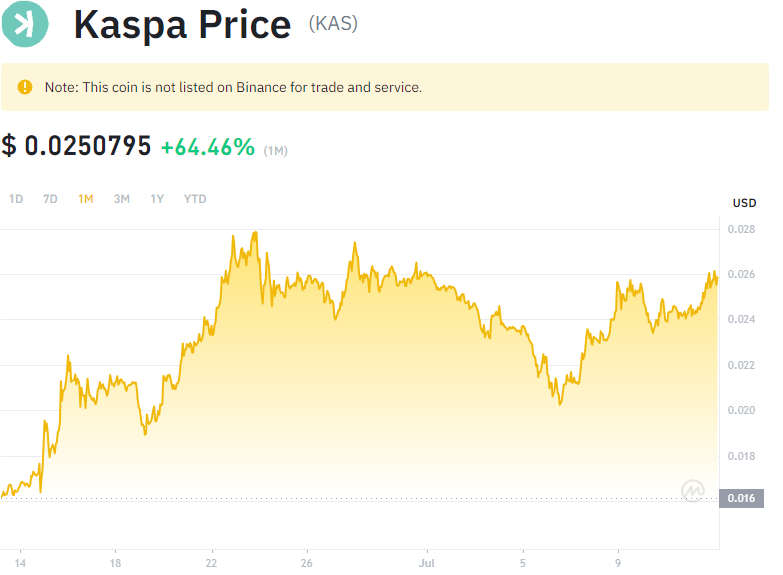 Kaspa Price (KAS)
Note: This coin is not listed on Binance for trade and service.
$ 0.0250795 +64.46% (1M)
1D 7D 1M 3M 1Y YTD
USD
0.028
0.026
0.024
0.022
0.020
0.018
0.016
14 18 22 26 Jul 5 9